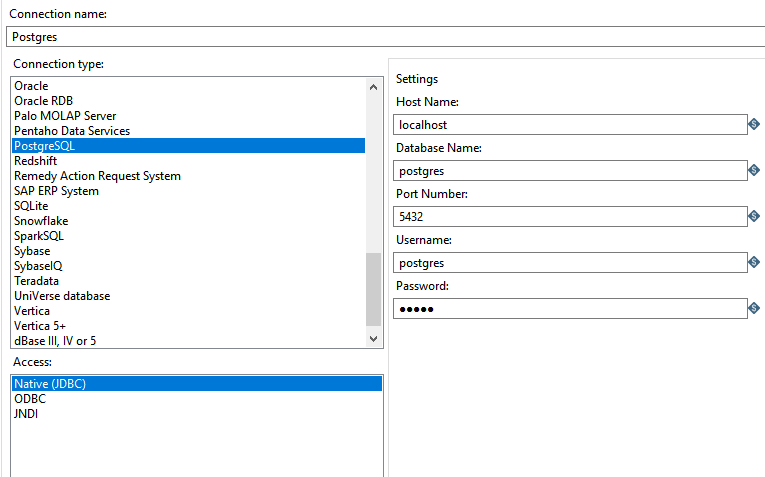 Connection name:
Postgres
Connection type:
Oracle
Oracle RDB
Palo MOLAP Server
Pentaho Data Services
PostgreSQL
Redshift
Remedy Action Request System
SAP ERP System
SQLite
Snowflake
SparkSQL
Sybase
SybaseIQ
Teradata
UniVerse database
Vertica
Vertica 5+
dBase III, IV or 5
Access:
Native (JDBC)
ODBC
JNDI
Settings
Host Name:
localhost
Database Name:
postgres
Port Number:
5432
Username:
postgres
Password:
●●●●●